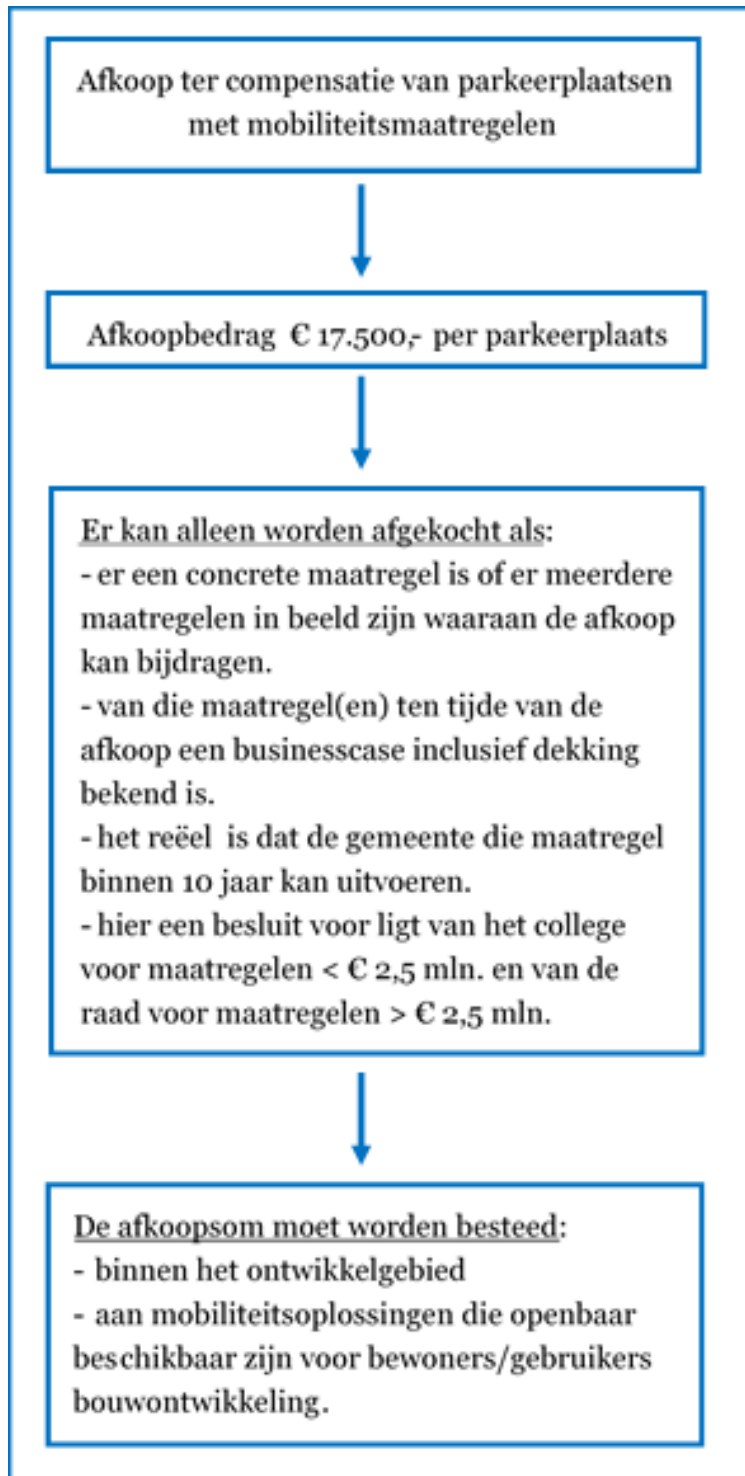 Afkoop ter compensatie van parkeerplaatsen
met mobiliteitsmaatregelen
Afkoopbedrag € 17.500,- per parkeerplaats
Er kan alleen worden afgekocht als:
- er een concrete maatregel is of er meerdere
maatregelen in beeld zijn waaraan de afkoop
kan bijdragen.
- van die maatregel(en) ten tijde van de
afkoop een businesscase inclusief dekking
bekend is.
- het reëel is dat de gemeente die maatregel
binnen 10 jaar kan uitvoeren.
- hier een besluit voor ligt van het college
voor maatregelen < € 2,5 mln. en van de
raad voor maatregelen > € 2,5 mln.
De afkoopsom moet worden besteed:
- binnen het ontwikkelgebied
- aan mobiliteitsoplossingen die openbaar
beschikbaar zijn voor bewoners/gebruikers
bouwontwikkeling.